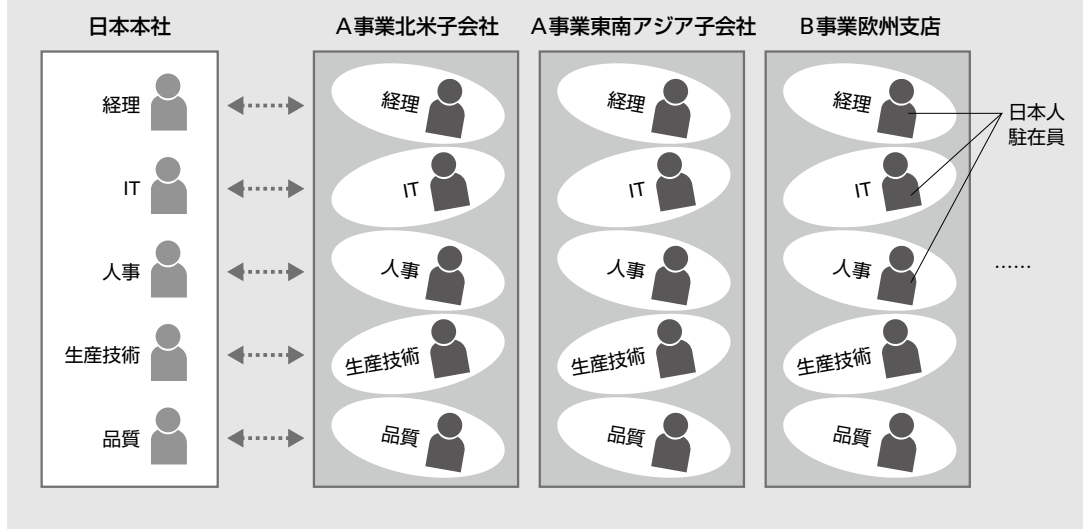 日本本社
A事業北米子会社
A事業東南アジア子会社
B事業欧州支店
経理
経理
経理
経理
日本人
駐在員
IT
IT
IT
IT
人事
人事
人事
人事
……
生産技術
生産技術
生産技術
生産技術
品質
品質
品質
品質